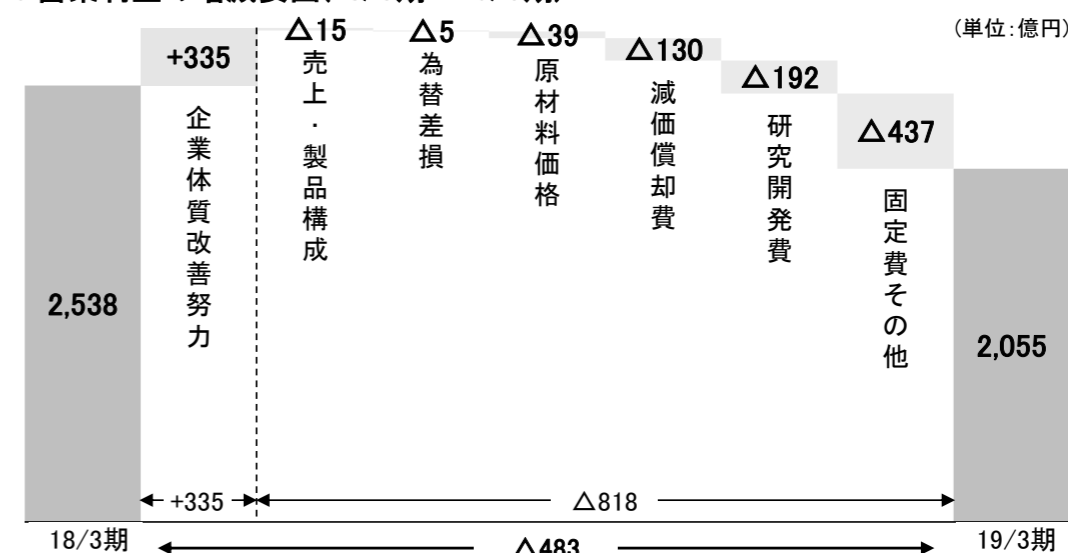 (単位:億円)
+335
企業体質改善努力
△15
売上・製品構成
△5
為替差損
△39
原材料価格
△130
減価償却費
△192
研究開発費
△437
固定費その他
2,538
2,055
+335
△818
18/3期
△483
19/3期